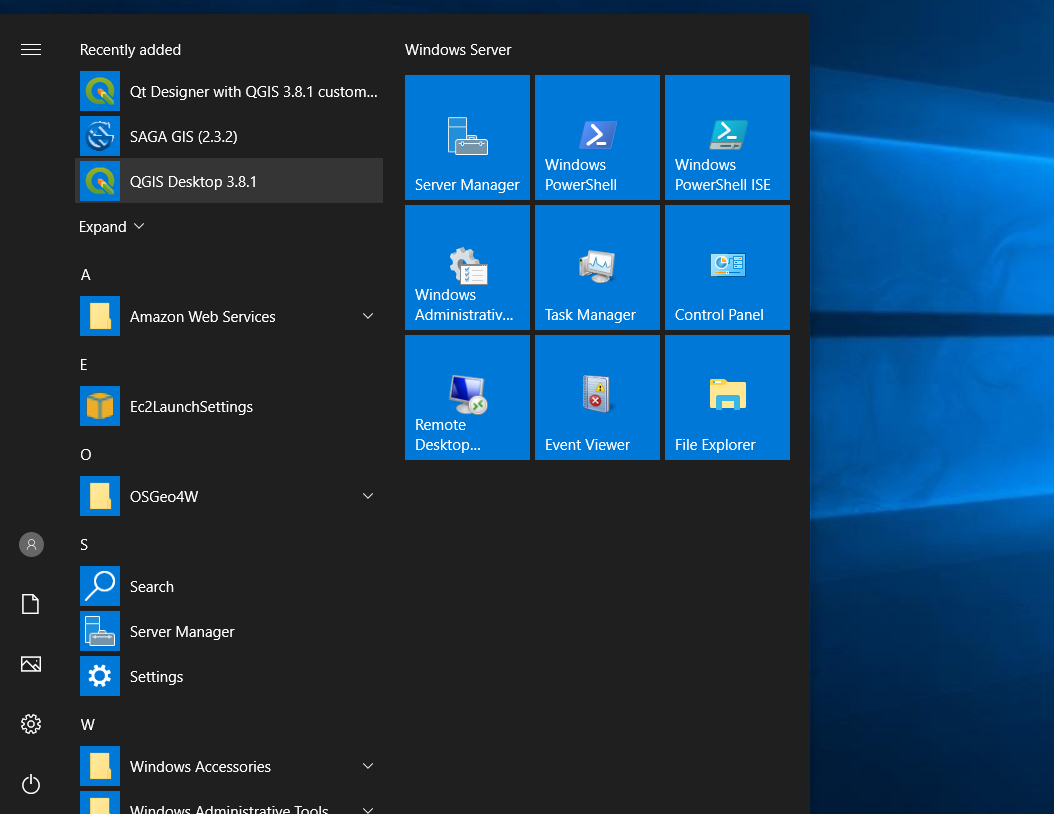 Recently added
Qt Designer with QGIS 3.8.1 custom...
SAGA GIS (2.3.2)
QGIS Desktop 3.8.1
Expand
A
Amazon Web Services
E
Ec2LaunchSettings
O
OSGeo4W
S
Search
Server Manager
Settings
W
Windows Accessories
Windows Administrative Tools
Windows Server
Server Manager
Windows
PowerShell
Windows
PowerShell ISE
Windows
Administrativ...
Task Manager
Control Panel
Remote
Desktop...
Event Viewer
File Explorer